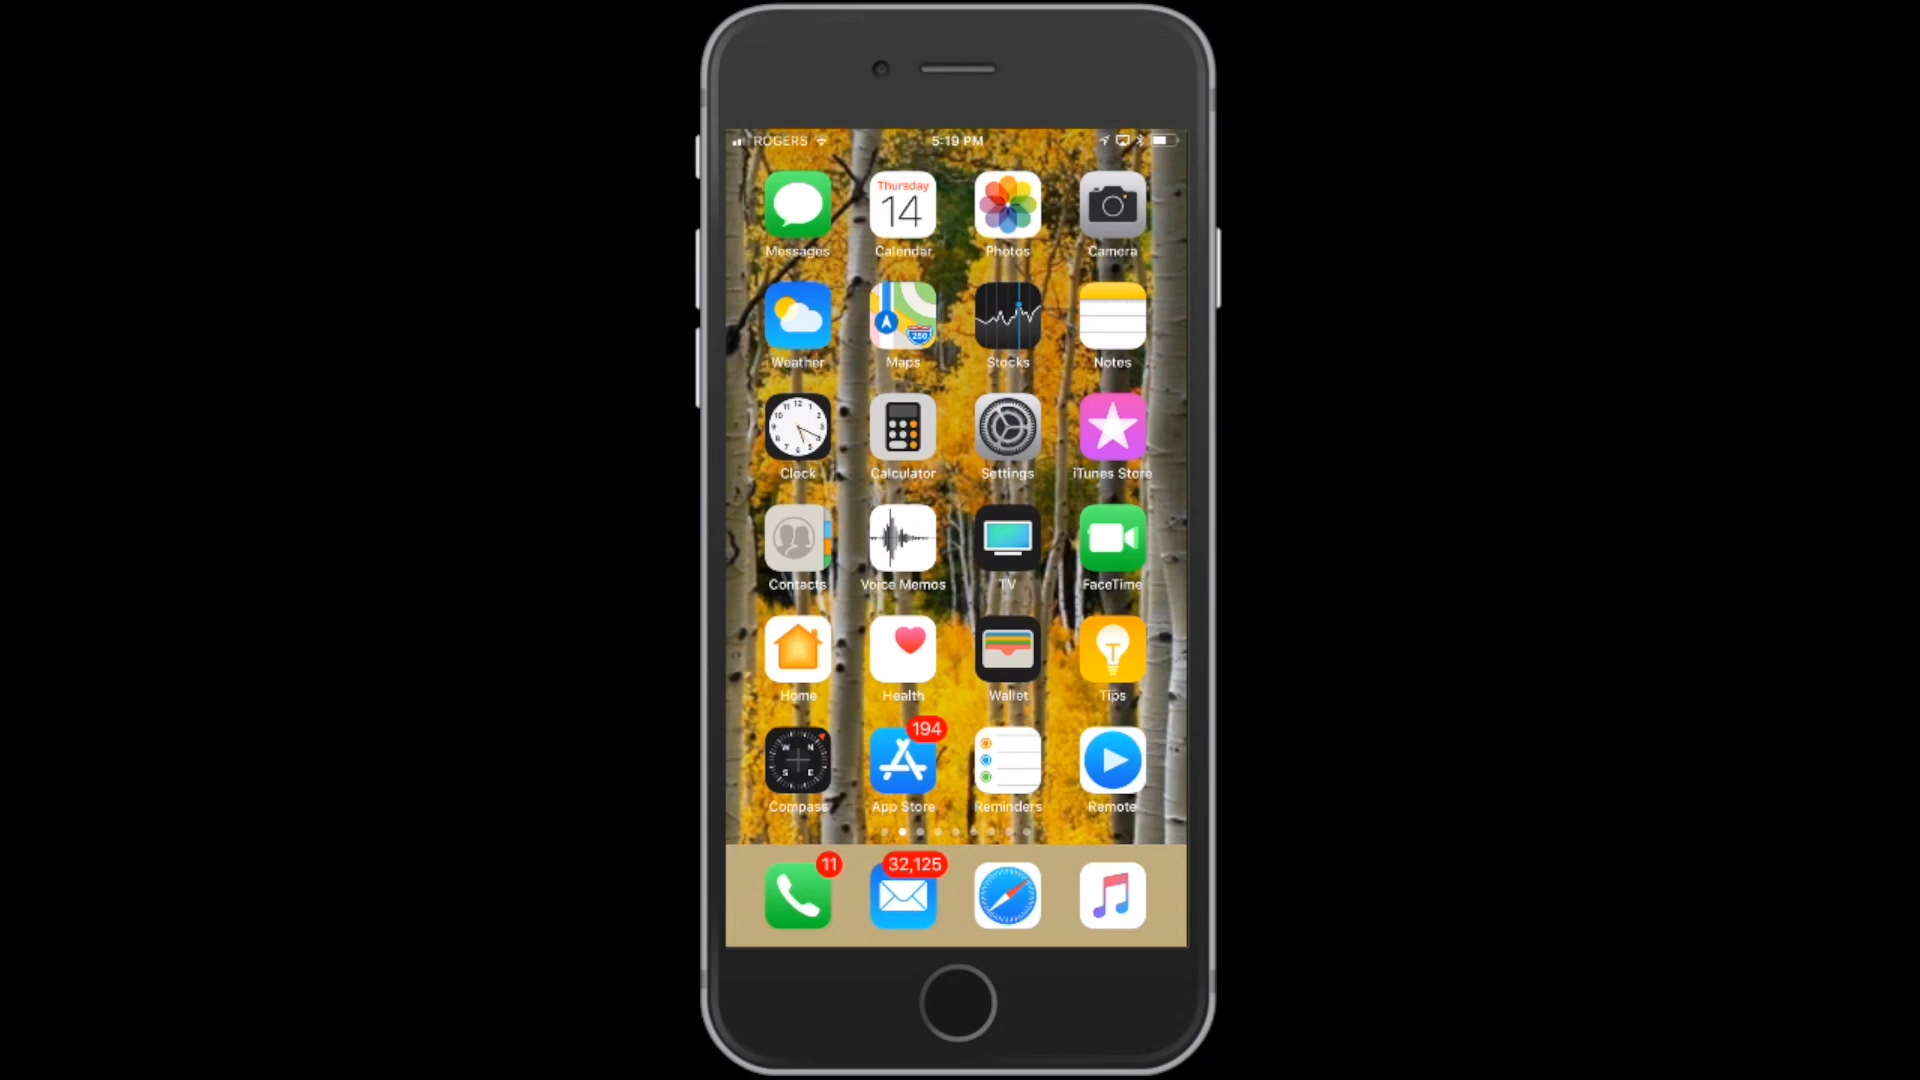 ROGERS 5:19 PM
Thursday
14
Messages Calendar Photos Camera
280
Weather Maps Stocks Notes
Clock Calculator Settings iTunes Store
Contacts Voice Memos TV FaceTime
Home Health Wallet Tips
194
W N
S E
Compass App Store Reminders Remote
11 32,125